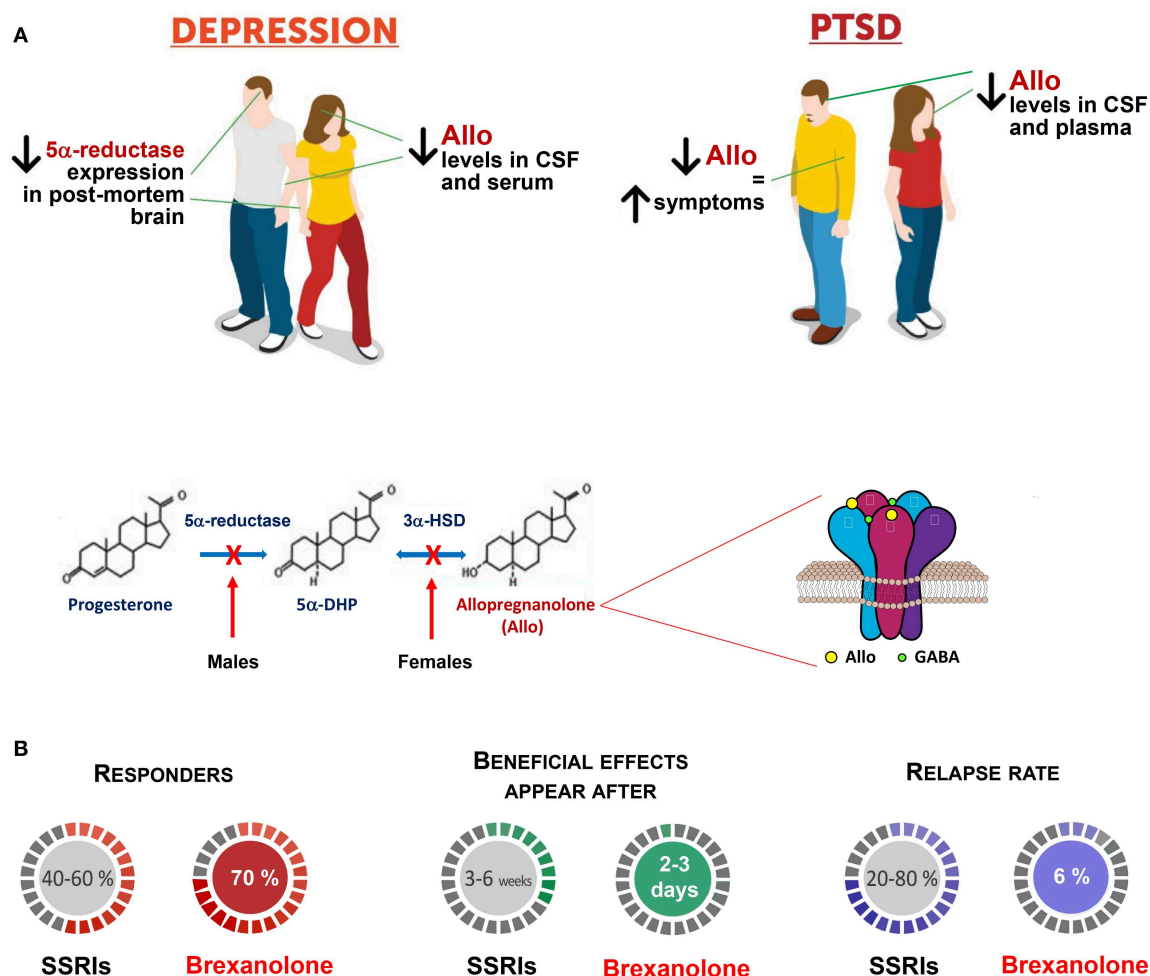 A
DEPRESSION
PTSD
↓ 5α-reductase
expression
in post-mortem
brain
↓ Allo
levels in CSF
and serum
↓ Allo
=
↑ symptoms
↓ Allo
levels in CSF
and plasma
O
O
Progesterone
5α-reductase
X
Males
O
O
H
5α-DHP
3α-HSD
X
Females
O
HO
H
Allopregnanolone
(Allo)
Allo
GABA
B
RESPONDERS
40-60 %
SSRIs
70 %
Brexanolone
BENEFICIAL EFFECTS
APPEAR AFTER
3-6 weeks
SSRIs
2-3
days
Brexanolone
RELAPSE RATE
20-80 %
SSRIs
6 %
Brexanolone